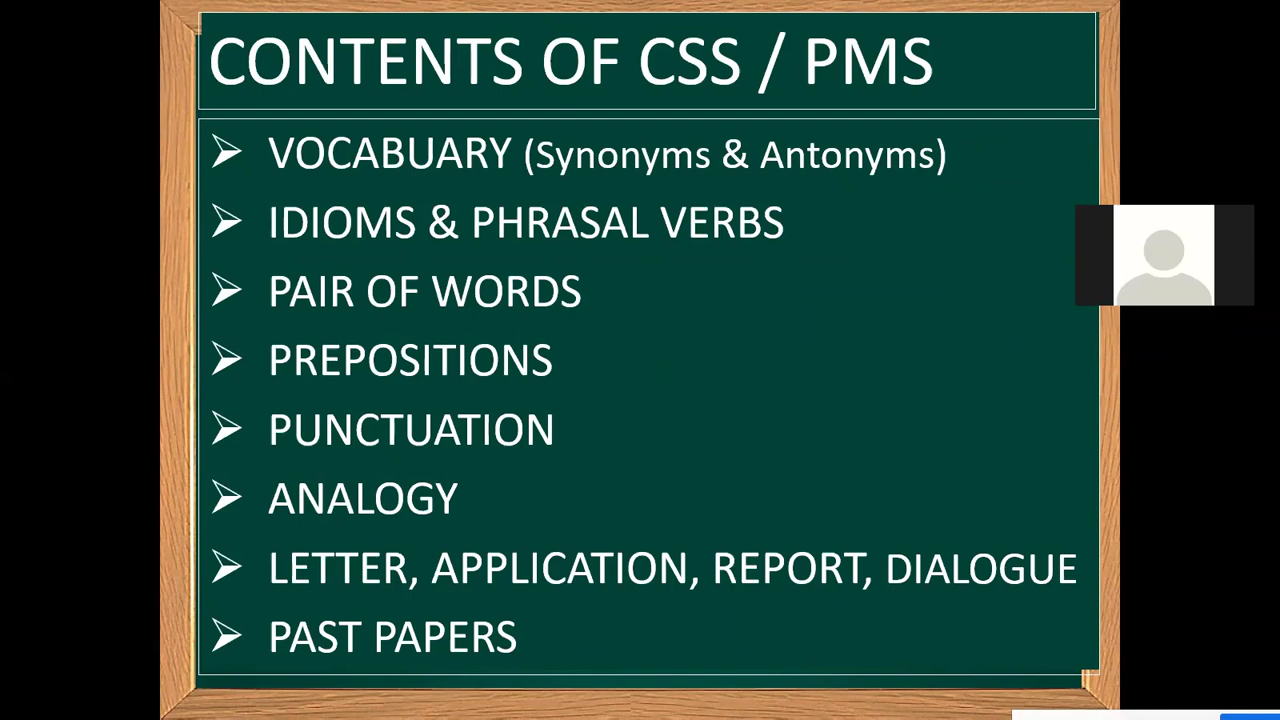 CONTENTS OF CSS / PMS
VOCABUARY (Synonyms & Antonyms)
IDIOMS & PHRASAL VERBS
PAIR OF WORDS
PREPOSITIONS
PUNCTUATION
ANALOGY
LETTER, APPLICATION, REPORT, DIALOGUE
PAST PAPERS